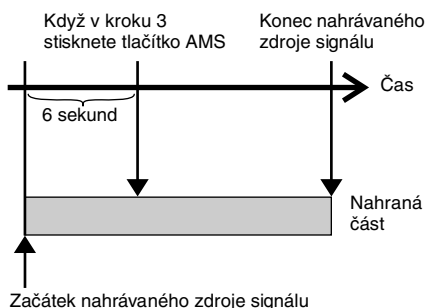 Když v kroku 3
stisknete tlačítko AMS
Konec nahrávaného
zdroje signálu
Čas
6 sekund
Nahraná
část
Začátek nahrávaného zdroje signálu